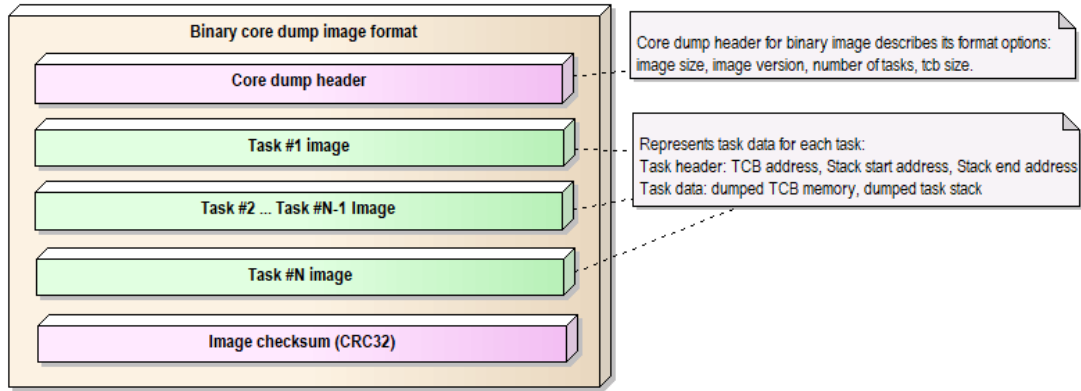 Binary core dump image format
Core dump header
Core dump header for binary image describes its format options:
image size, image version, number of tasks, tcb size.
Task #1 image
Represents task data for each task:
Task header: TCB address, Stack start address, Stack end address
Task data: dumped TCB memory, dumped task stack
Task #2 ... Task #N-1 Image
Task #N image
Image checksum (CRC32)